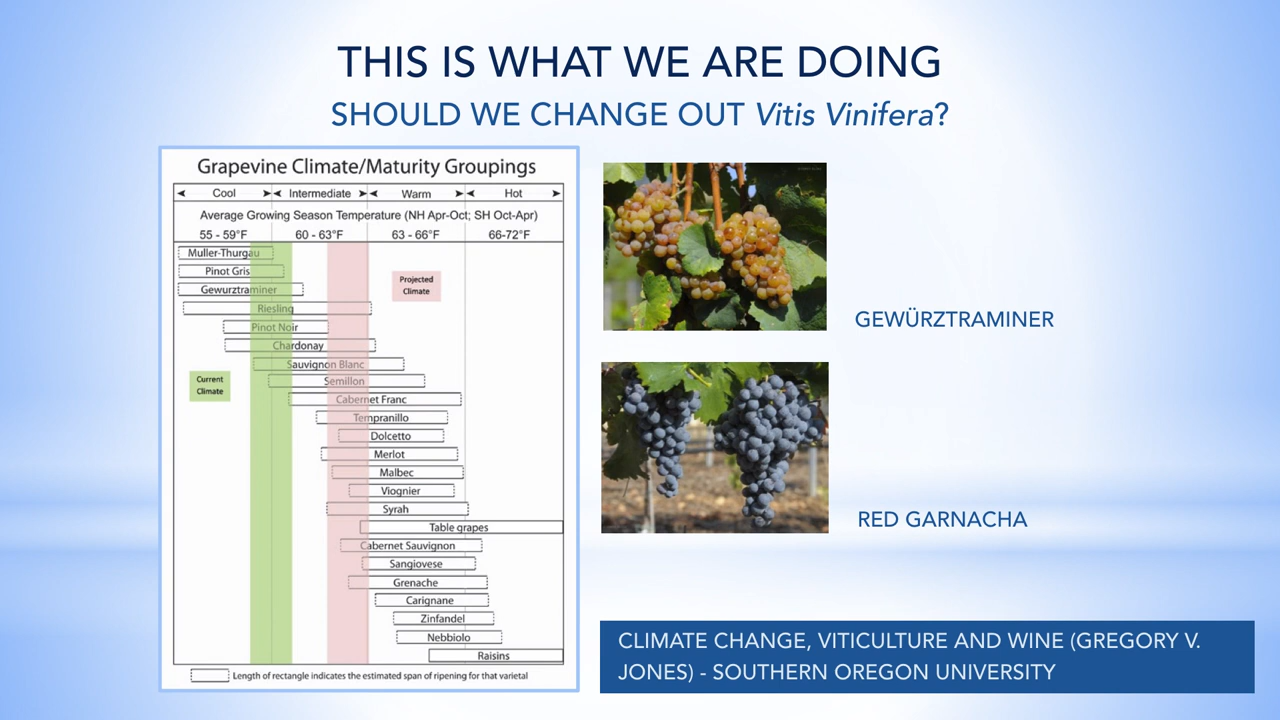 THIS IS WHAT WE ARE DOING
SHOULD WE CHANGE OUT Vitis Vinifera?
Grapevine Climate/Maturity Groupings
Cool Intermediate Warm Hot
Average Growing Season Temperature (NH Apr-Oct; SH Oct-Apr)
55 - 59°F 60 - 63°F 63 - 66°F 66-72°F
Muller-Thurgau
Pinot Gris
Gewurztraminer
Riesling
Pinot Noir
Chardonay
Sauvignon Blanc
Semillon
Cabernet Franc
Tempranillo
Dolcetto
Merlot
Malbec
Viognier
Syrah
Table grapes
Cabernet Sauvignon
Sangiovese
Grenache
Carignane
Zinfandel
Nebbiolo
Raisins
Projected
Climate
Current
Climate
Length of rectangle indicates the estimated span of ripening for that varietal
GEWÜRZTRAMINER
RED GARNACHA
CLIMATE CHANGE, VITICULTURE AND WINE (GREGORY V.
JONES) - SOUTHERN OREGON UNIVERSITY